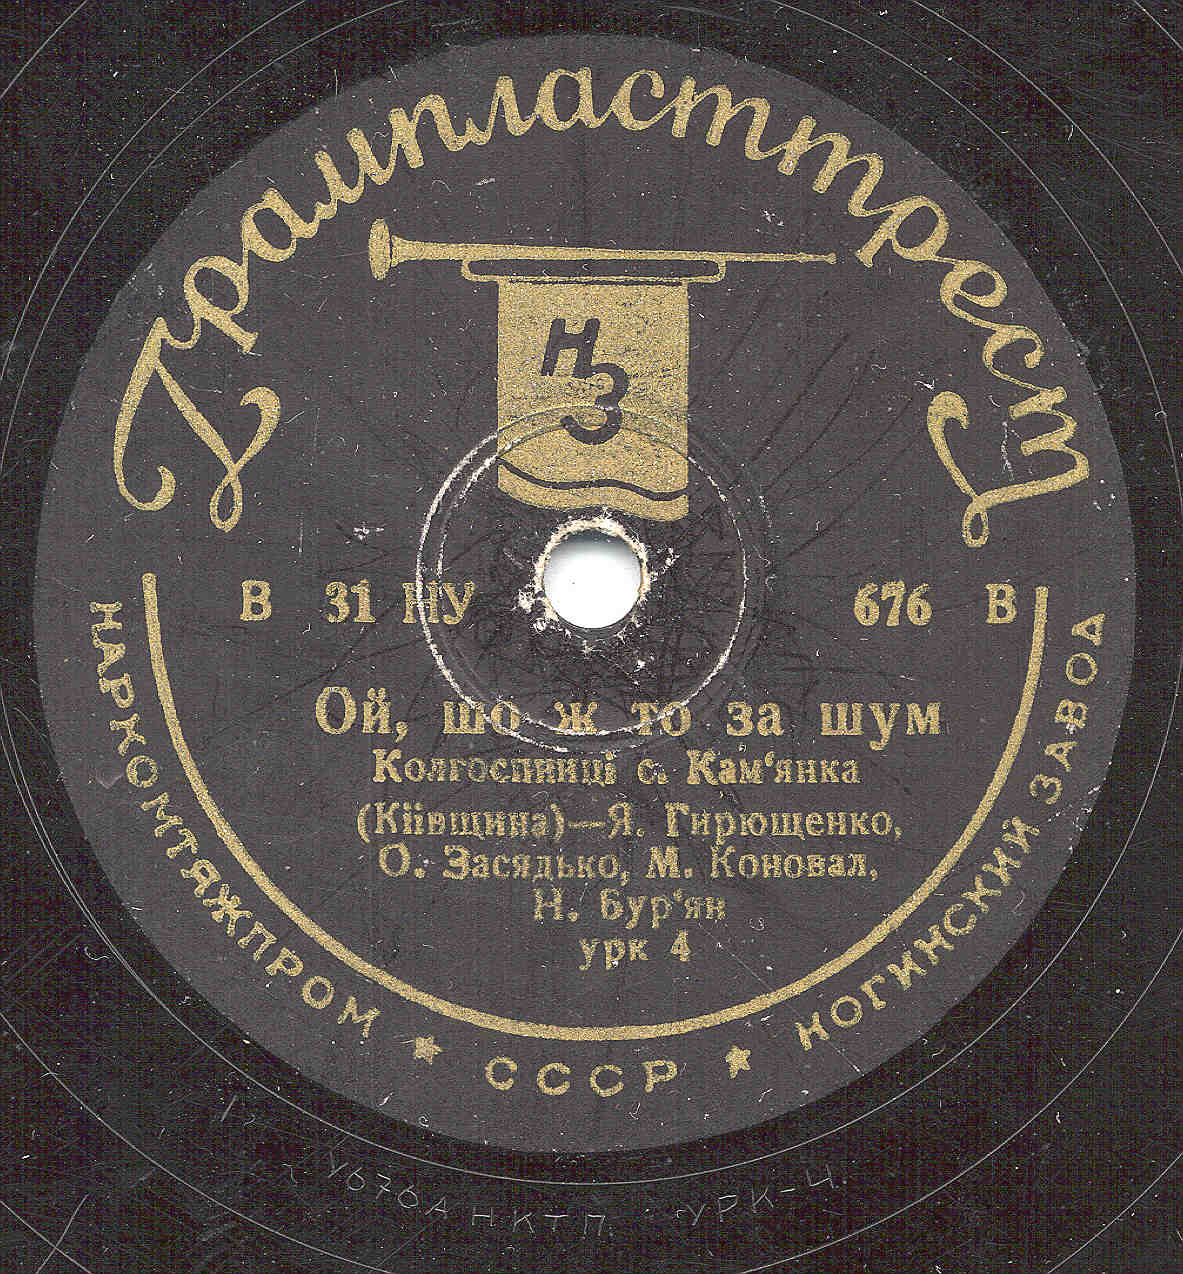 Грампласттрест
НЗ
В 31 НУ 676 В
Ой, шо ж то за шум
Колгоспниці с. Кам‘янка
(Київщина)—Я. Гирющенко,
О. Засядько, М. Коновал,
Н. Бур‘ян
урк 4
НАРКОМТЯЖПРОМ ★ СССР ★ НОГИНСКИЙ ЗАВОД
У676А НКТП. УРК-4.